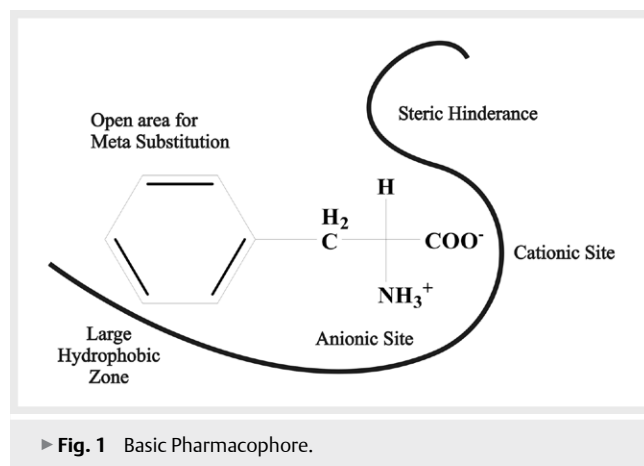 Open area for
Meta Substitution
Steric Hinderance
H
H2
C
COO-
NH3+
Cationic Site
Anionic Site
Large
Hydrophobic
Zone
► Fig. 1 Basic Pharmacophore.